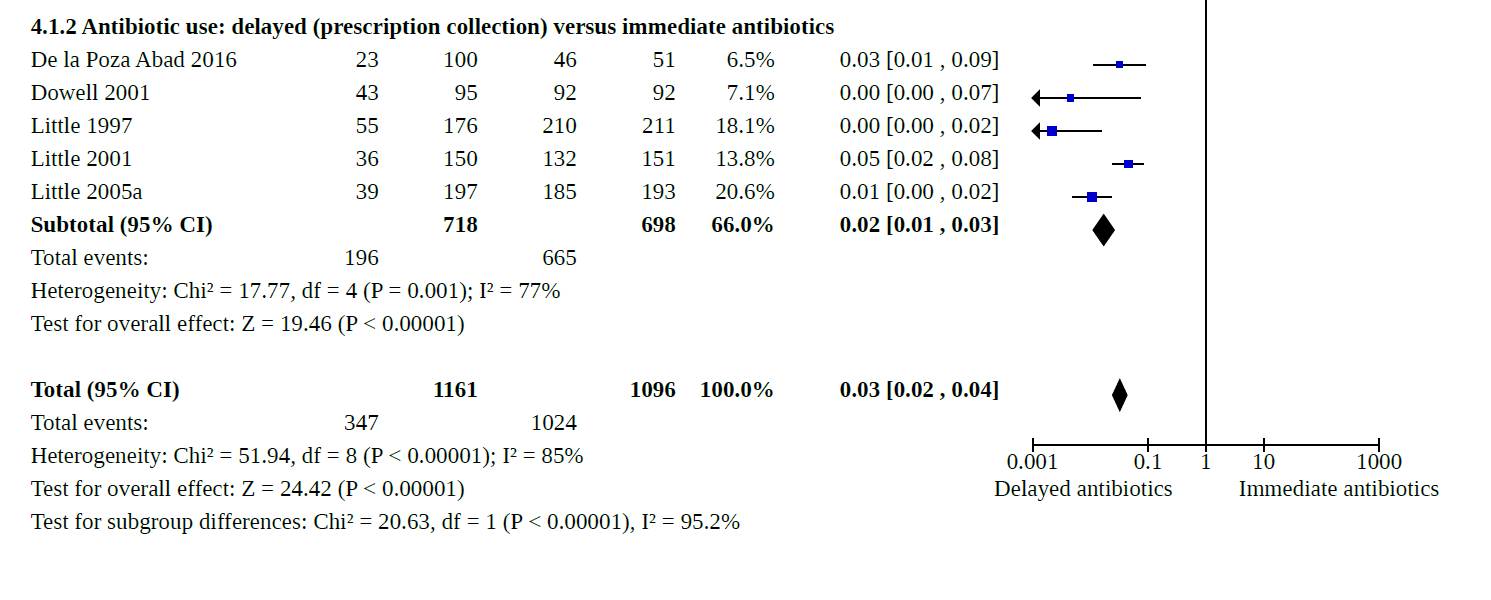 4.1.2 Antibiotic use: delayed (prescription collection) versus immediate antibiotics
De la Poza Abad 2016 23 100 46 51 6.5% 0.03 [0.01 , 0.09]
Dowell 2001 43 95 92 92 7.1% 0.00 [0.00 , 0.07]
Little 1997 55 176 210 211 18.1% 0.00 [0.00 , 0.02]
Little 2001 36 150 132 151 13.8% 0.05 [0.02 , 0.08]
Little 2005a 39 197 185 193 20.6% 0.01 [0.00 , 0.02]
Subtotal (95% CI) 718 698 66.0% 0.02 [0.01 , 0.03]
Total events: 196 665
Heterogeneity: Chi² = 17.77, df = 4 (P = 0.001); I² = 77%
Test for overall effect: Z = 19.46 (P < 0.00001)
Total (95% CI) 1161 1096 100.0% 0.03 [0.02 , 0.04]
Total events: 347 1024
Heterogeneity: Chi² = 51.94, df = 8 (P < 0.00001); I² = 85%
0.001 0.1 1 10 1000
Test for overall effect: Z = 24.42 (P < 0.00001)
Delayed antibiotics Immediate antibiotics
Test for subgroup differences: Chi² = 20.63, df = 1 (P < 0.00001), I² = 95.2%